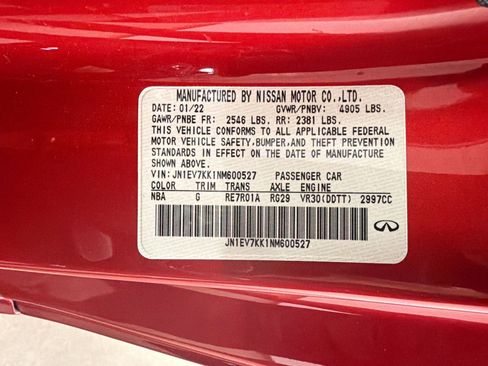 MANUFACTURED BY NISSAN MOTOR CO.,LTD.
DATE: 01/22 GVWR/PNBV: 4905 LBS.
GAWR/PNBE FR: 2546 LBS. RR: 2381 LBS.
THIS VEHICLE CONFORMS TO ALL APPLICABLE FEDERAL
MOTOR VEHICLE SAFETY,BUMPER,AND THEFT PREVENTION
STANDARDS IN EFFECT ON THE DATE OF MANUFACTURE
SHOWN ABOVE.
VIN: JN1EV7KK1NM600527 PASSENGER CAR
COLOR TRIM TRANS AXLE ENGINE
NBA G RE7R01A RG29 VR30(DDTT) 2997CC
JN1EV7KK1NM600527